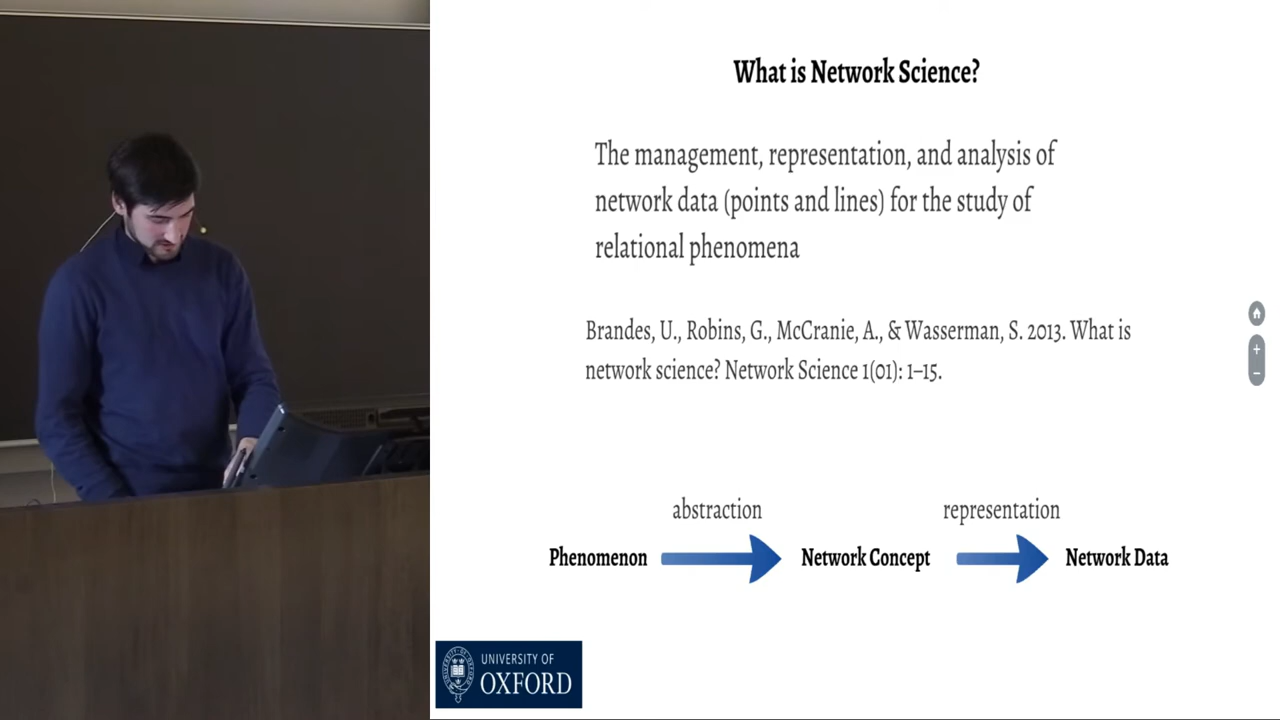 What is Network Science?
The management, representation, and analysis of
network data (points and lines) for the study of
relational phenomena
Brandes, U., Robins, G., McCranie, A., & Wasserman, S. 2013. What is
network science? Network Science 1(01): 1–15.
abstraction
representation
Phenomenon
Network Concept
Network Data
UNIVERSITY OF
OXFORD